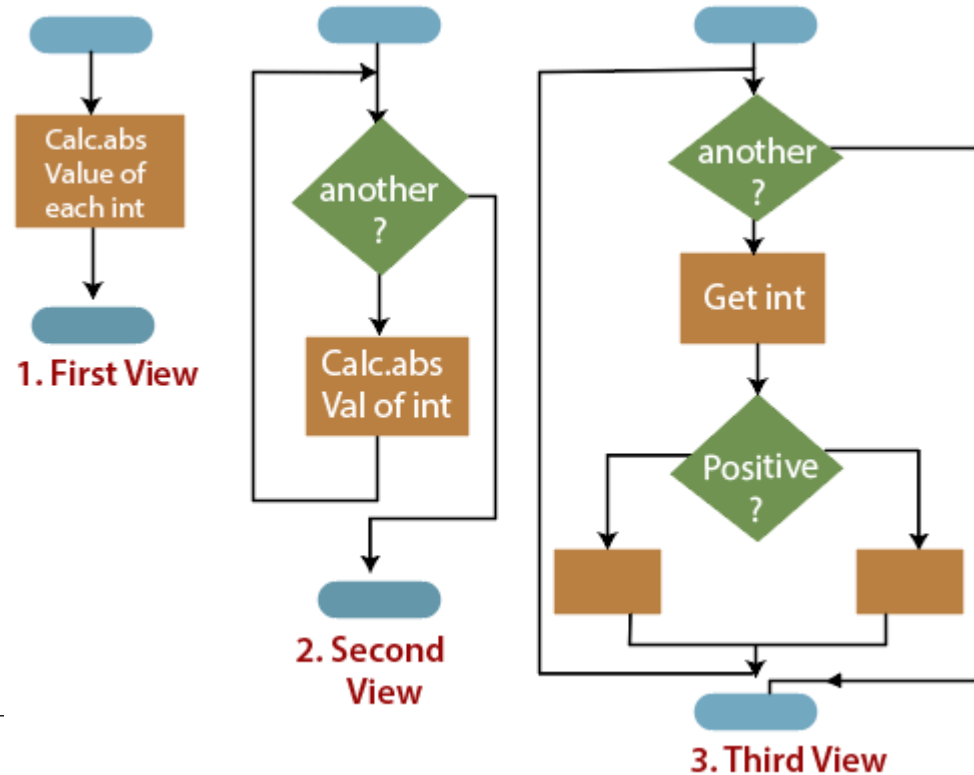 Calc.abs
Value of
each int
1. First View
another
?
Calc.abs
Val of int
2. Second
View
another
?
Get int
Positive
?
3. Third View